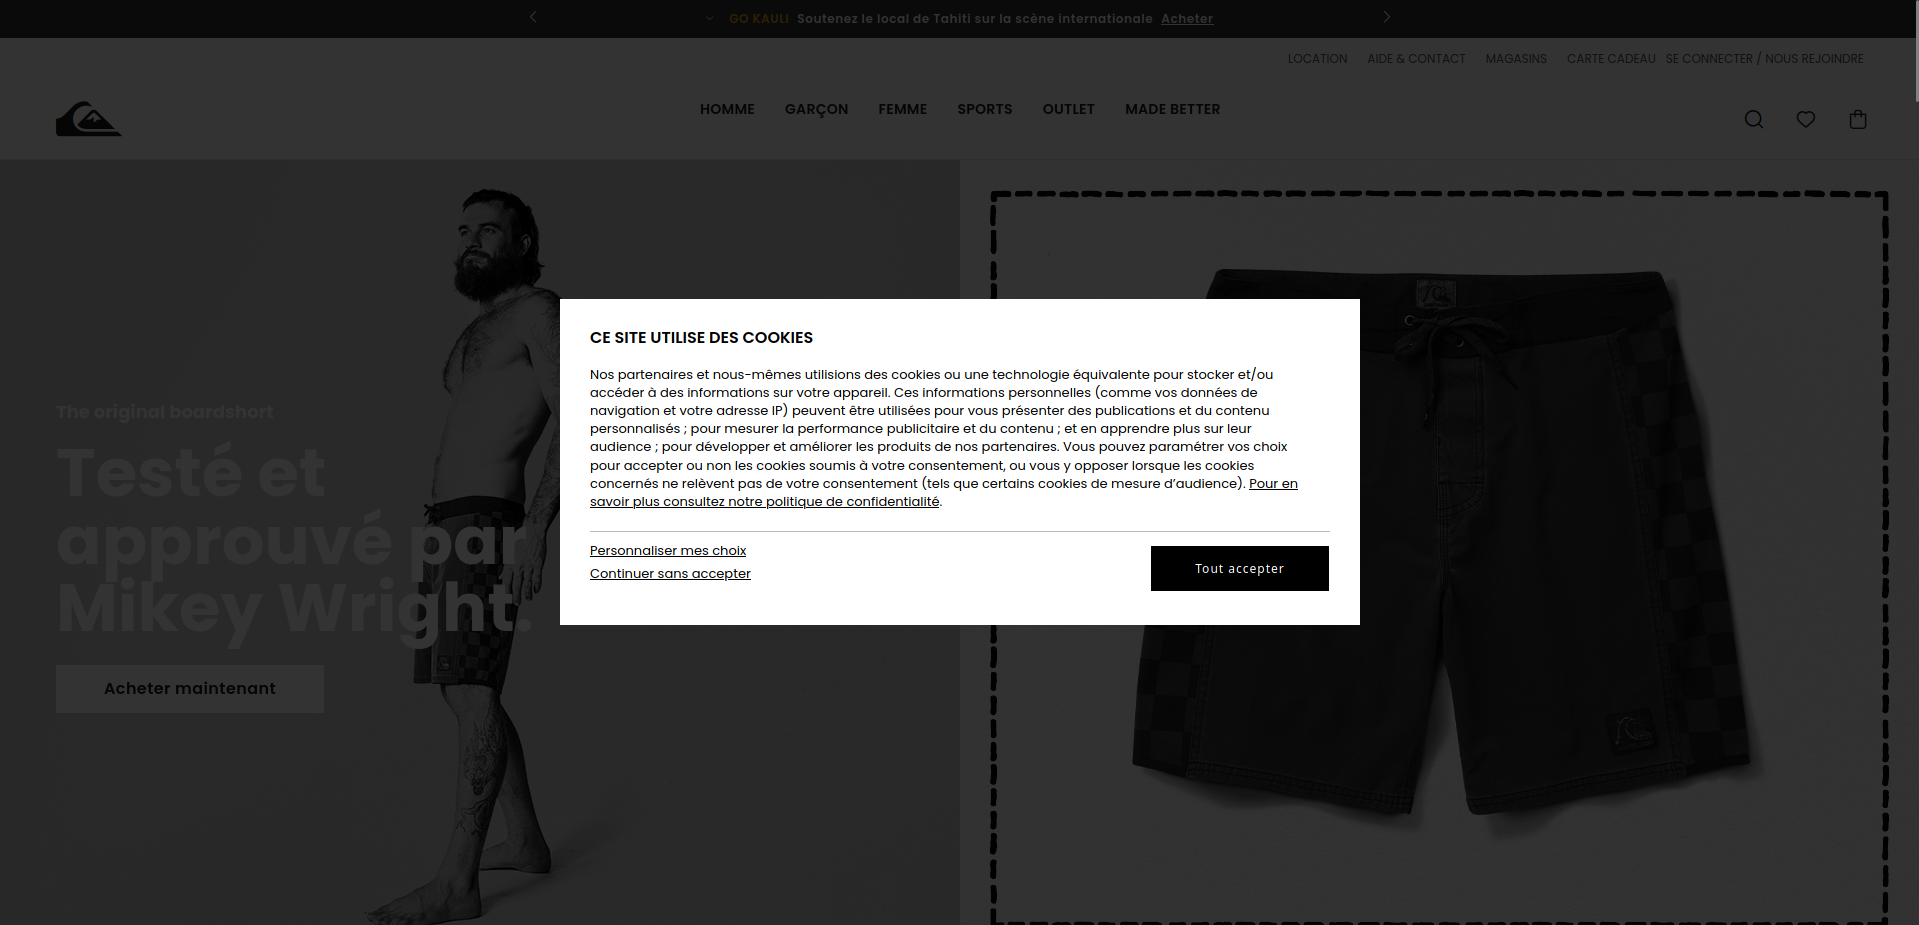 GO KAULI Soutenez le local de Tahiti sur la scène internationale Acheter
LOCATION AIDE & CONTACT MAGASINS CARTE CADEAU SE CONNECTER / NOUS REJOINDRE
HOMME GARÇON FEMME SPORTS OUTLET MADE BETTER
The original boardshort
Testé et
approuvé par
Mikey Wright.
Acheter maintenant
CE SITE UTILISE DES COOKIES
Nos partenaires et nous-mêmes utilisions des cookies ou une technologie équivalente pour stocker et/ou
accéder à des informations sur votre appareil. Ces informations personnelles (comme vos données de
navigation et votre adresse IP) peuvent être utilisées pour vous présenter des publications et du contenu
personnalisés ; pour mesurer la performance publicitaire et du contenu ; et en apprendre plus sur leur
audience ; pour développer et améliorer les produits de nos partenaires. Vous pouvez paramétrer vos choix
pour accepter ou non les cookies soumis à votre consentement, ou vous y opposer lorsque les cookies
concernés ne relèvent pas de votre consentement (tels que certains cookies de mesure d’audience). Pour en
savoir plus consultez notre politique de confidentialité.
Personnaliser mes choix
Continuer sans accepter
Tout accepter